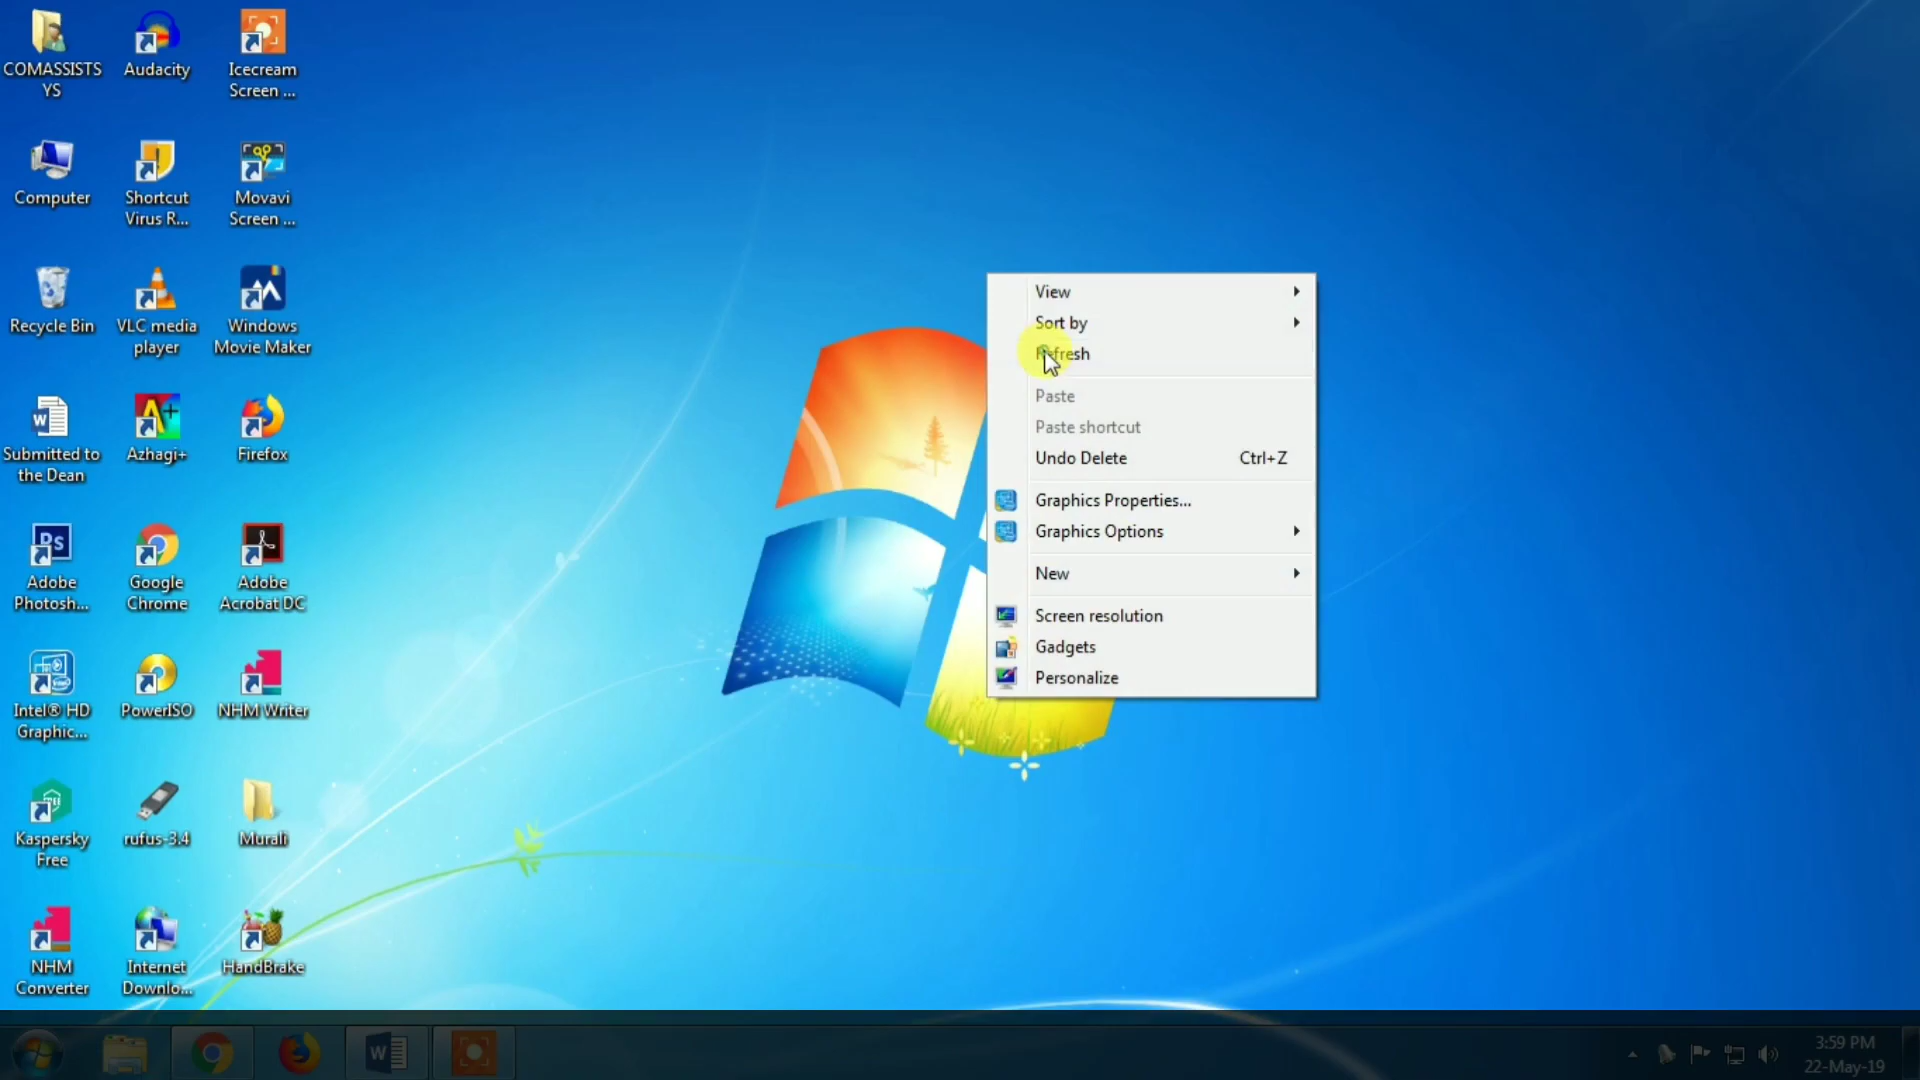 COMASSISTS
YS
Audacity
Icecream
Screen ...
Computer
Shortcut
Virus R...
Movavi
Screen ...
Recycle Bin
VLC media
player
Windows
Movie Maker
Submitted to
the Dean
Azhagi+
Firefox
Ps
Adobe
Photosh...
Google
Chrome
Adobe
Acrobat DC
Intel® HD
Graphic...
PowerISO
NHM Writer
Kaspersky
Free
rufus-3.4
Murali
NHM
Converter
Internet
Downlo...
HandBrake
View
Sort by
Refresh
Paste
Paste shortcut
Undo Delete Ctrl+Z
Graphics Properties...
Graphics Options
New
Screen resolution
Gadgets
Personalize
3:59 PM
22-May-19